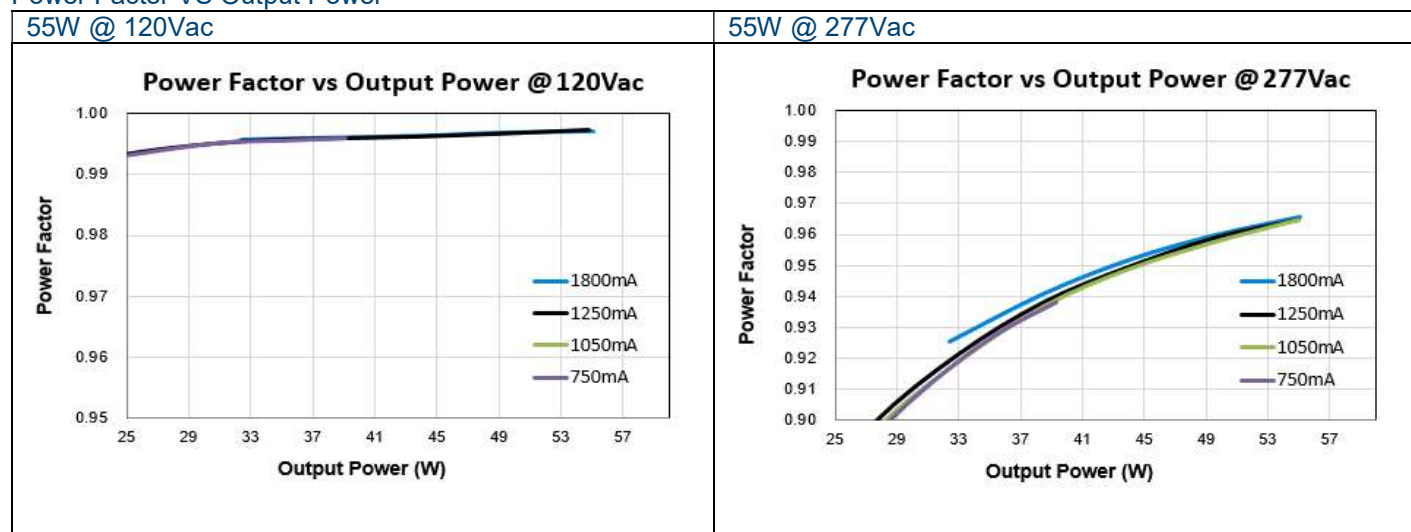 Power Factor VS Output Power
55W @ 120Vac
55W @ 277Vac
Power Factor vs Output Power @ 120Vac
1.00
0.99
0.98
0.97
0.96
0.95
Power Factor
1800mA
1250mA
1050mA
750mA
25 29 33 37 41 45 49 53 57
Output Power (W)
Power Factor vs Output Power @ 277Vac
1.00
0.99
0.98
0.97
0.96
0.95
0.94
0.93
0.92
0.91
0.90
Power Factor
1800mA
1250mA
1050mA
750mA
25 29 33 37 41 45 49 53 57
Output Power (W)